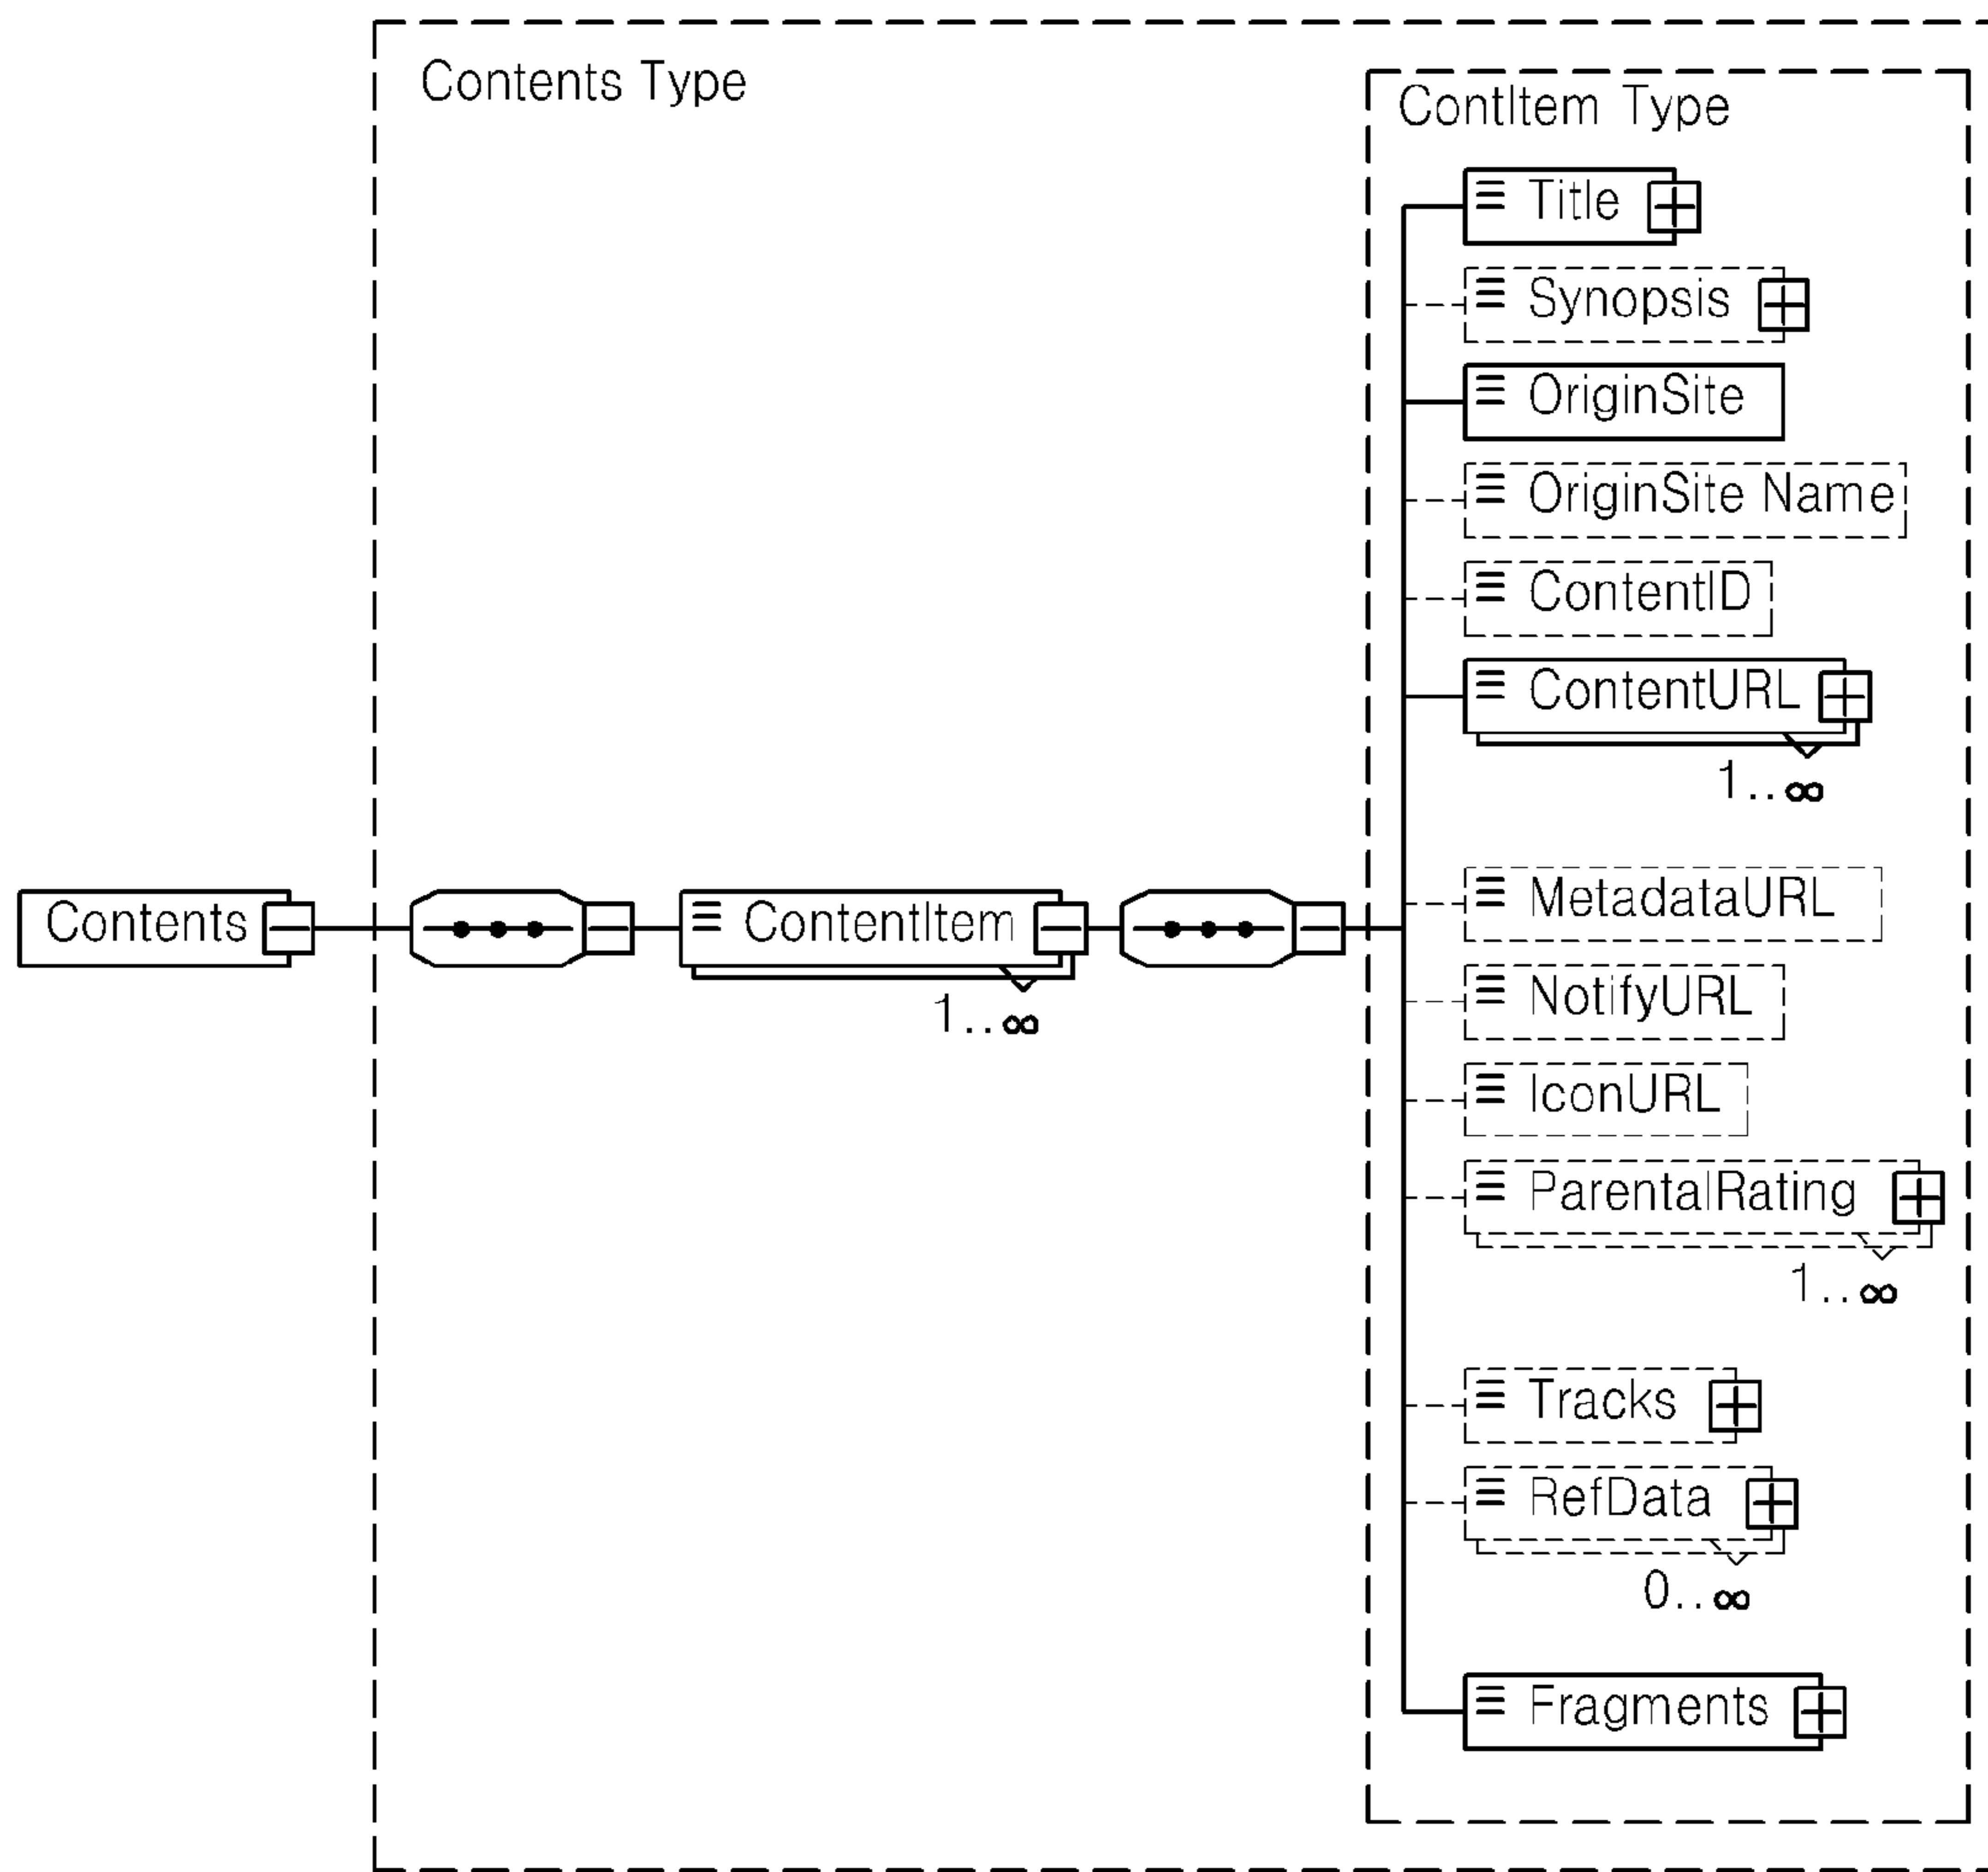 Contents Type
ContItem Type
Title
Synopsis
OriginSite
OriginSite Name
ContentID
ContentURL
1..∞
Contents
ContentItem
1..∞
MetadataURL
NotifyURL
IconURL
ParentalRating
1..∞
Tracks
RefData
0..∞
Fragments